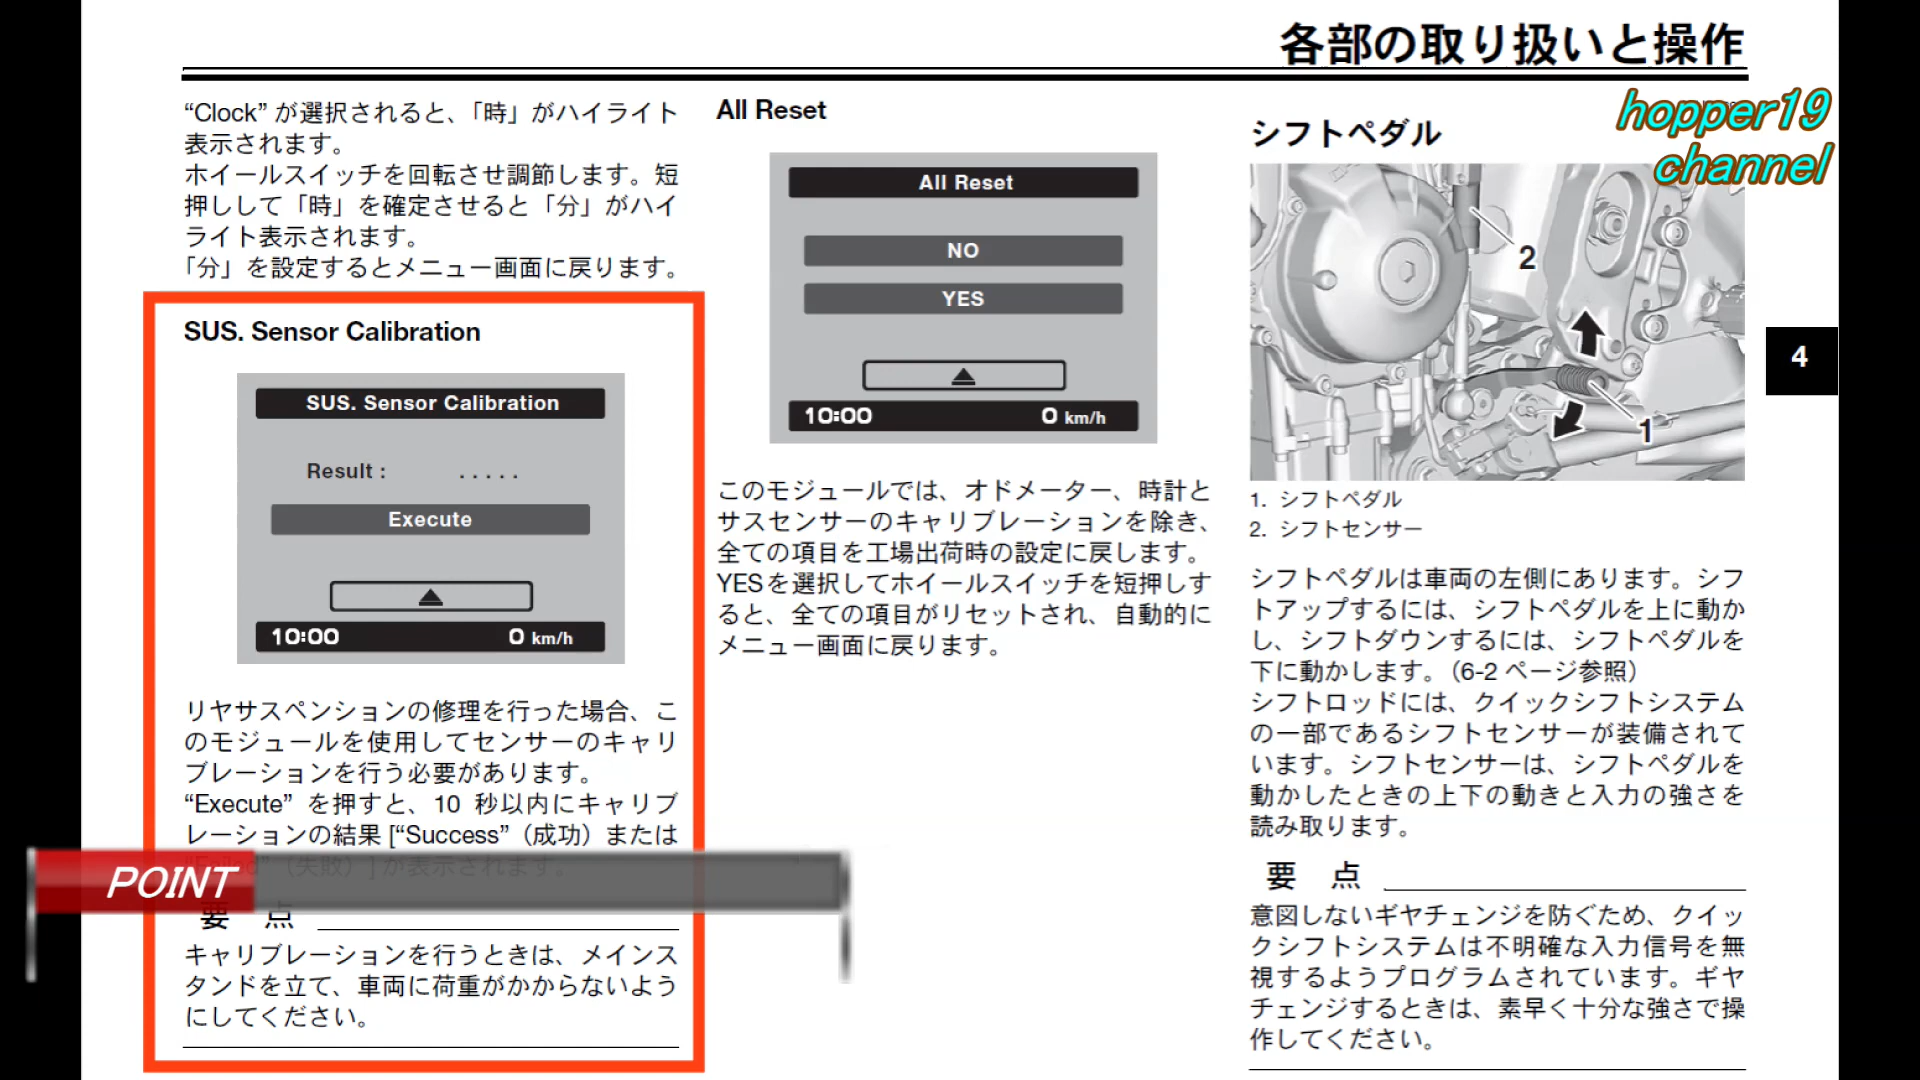 各部の取り扱いと操作
hopper19
channel
“Clock” が選択されると、「時」がハイライト
表示されます。
ホイールスイッチを回転させ調節します。短
押しして「時」を確定させると「分」がハイ
ライト表示されます。
「分」を設定するとメニュー画面に戻ります。
SUS. Sensor Calibration
SUS. Sensor Calibration
Result : .....
Execute
10:00 0 km/h
リヤサスペンションの修理を行った場合、こ
のモジュールを使用してセンサーのキャリ
ブレーションを行う必要があります。
“Execute” を押すと、10 秒以内にキャリブ
レーションの結果 [“Success”（成功）または
“Failed”（失敗）] が表示されます。
POINT
要 点
キャリブレーションを行うときは、メインス
タンドを立て、車両に荷重がかからないよう
にしてください。
All Reset
All Reset
NO
YES
10:00 0 km/h
このモジュールでは、オドメーター、時計と
サスセンサーのキャリブレーションを除き、
全ての項目を工場出荷時の設定に戻します。
YESを選択してホイールスイッチを短押しす
ると、全ての項目がリセットされ、自動的に
メニュー画面に戻ります。
シフトペダル
2
1
1. シフトペダル
2. シフトセンサー
シフトペダルは車両の左側にあります。シフ
トアップするには、シフトペダルを上に動か
し、シフトダウンするには、シフトペダルを
下に動かします。（6-2 ページ参照）
シフトロッドには、クイックシフトシステム
の一部であるシフトセンサーが装備されて
います。シフトセンサーは、シフトペダルを
動かしたときの上下の動きと入力の強さを
読み取ります。
要 点
意図しないギヤチェンジを防ぐため、クイッ
クシフトシステムは不明確な入力信号を無
視するようプログラムされています。ギヤ
チェンジするときは、素早く十分な強さで操
作してください。
4